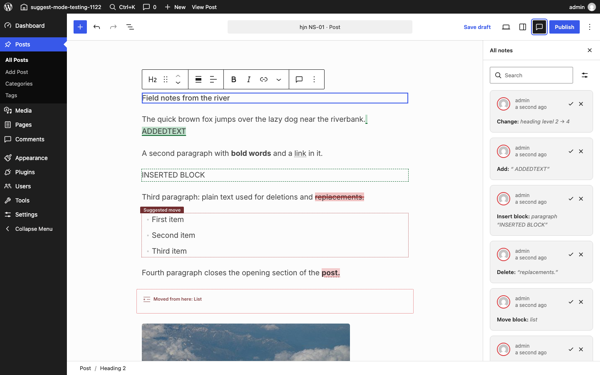 suggest-mode-testing-1122
Ctrl+K
0
New
View Post
admin
Dashboard
Posts
All Posts
Add Post
Categories
Tags
Media
Pages
Comments
Appearance
Plugins
Users
Tools
Settings
Collapse Menu
hjn NS-01 · Post
Save draft
Publish
H2
B
I
Field notes from the river
The quick brown fox jumps over the lazy dog near the riverbank.
ADDEDTEXT
A second paragraph with bold words and a link in it.
INSERTED BLOCK
Third paragraph: plain text used for deletions and replacements.
Suggested move
· First item
· Second item
· Third item
Fourth paragraph closes the opening section of the post.
Moved from here: List
Post / Heading 2
All notes
Search
admin
a second ago
Change: heading level 2 → 4
admin
a second ago
Add: " ADDEDTEXT"
admin
a second ago
Insert block: paragraph
"INSERTED BLOCK"
admin
a second ago
Delete: "replacements."
admin
a second ago
Move block: list
admin
a second ago